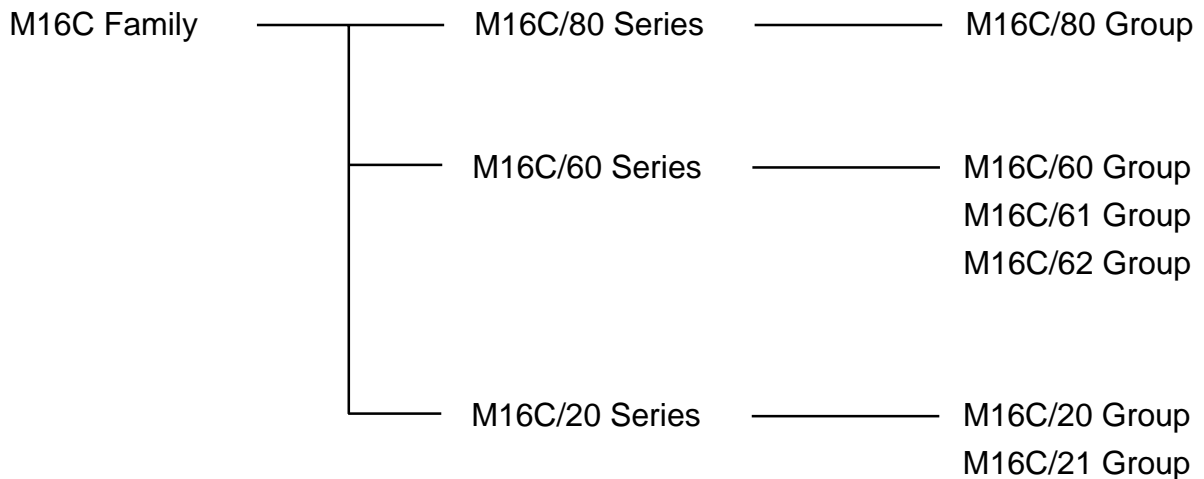 M16C Family M16C/80 Series M16C/80 Group
M16C/60 Series M16C/60 Group
M16C/61 Group
M16C/62 Group
M16C/20 Series M16C/20 Group
M16C/21 Group